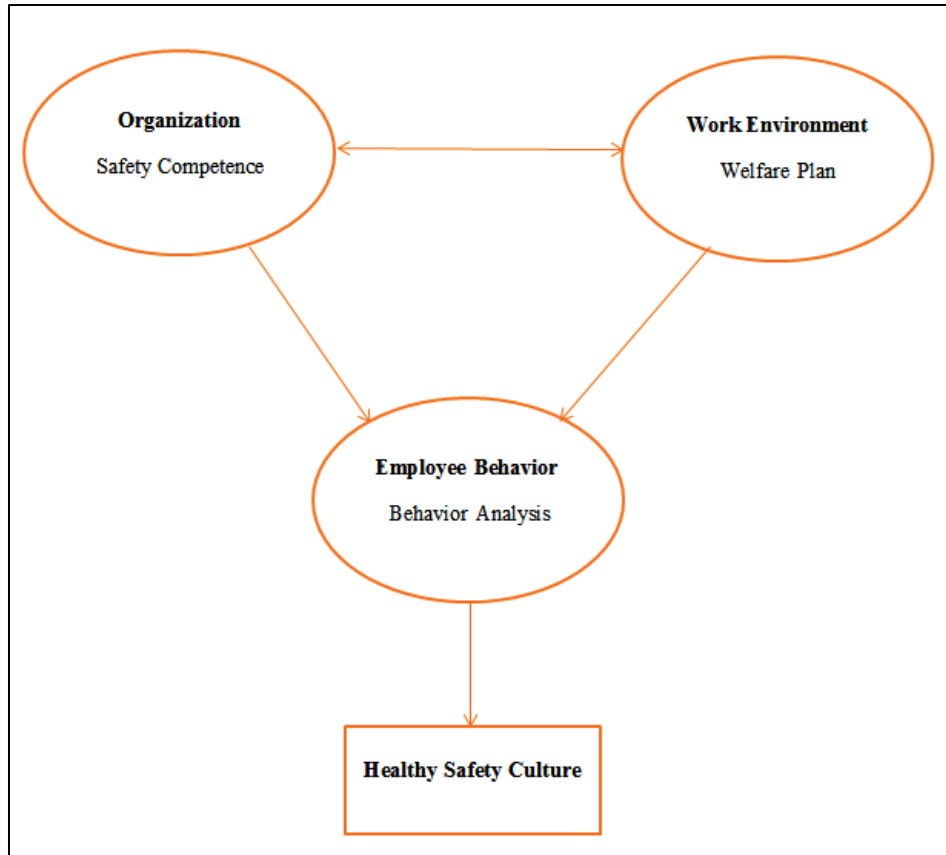 Organization
Safety Competence
Work Environment
Welfare Plan
Employee Behavior
Behavior Analysis
Healthy Safety Culture